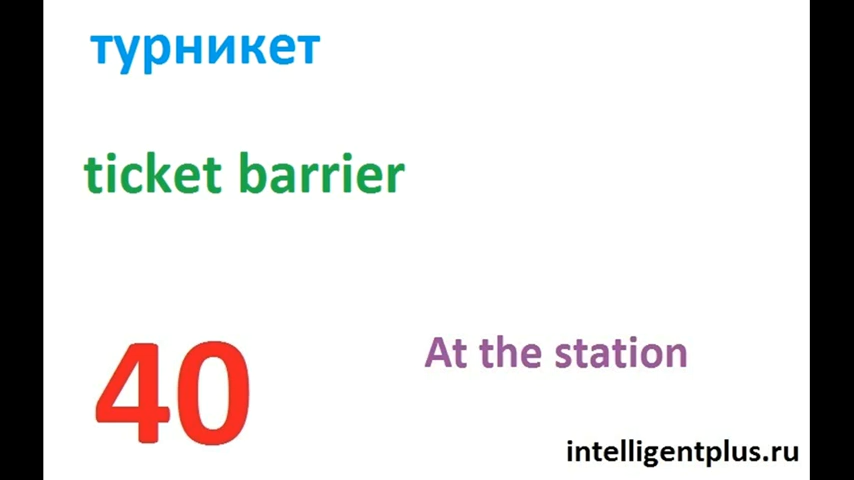 турникет
ticket barrier
40
At the station
intelligentplus.ru